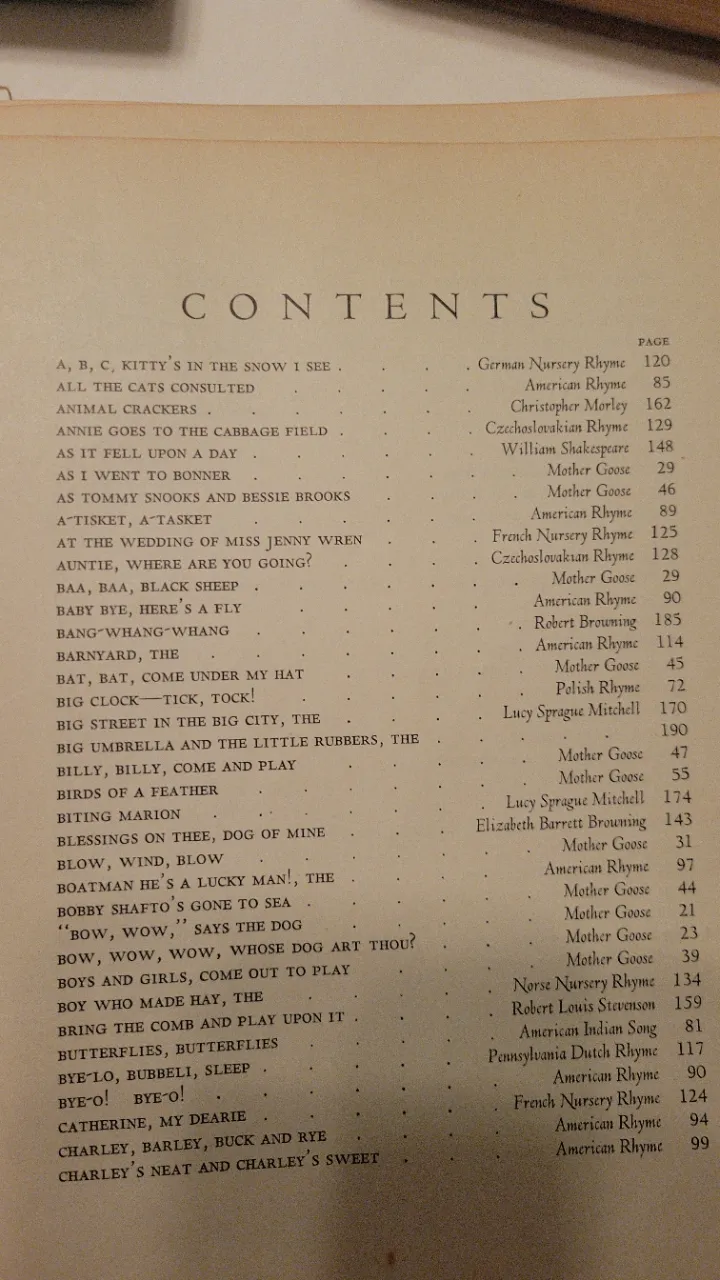 CONTENTS
PAGE
A, B, C, KITTY'S IN THE SNOW I SEE . . . . German Nursery Rhyme 120
ALL THE CATS CONSULTED . . . . American Rhyme 85
ANIMAL CRACKERS . . . . . . . Christopher Morley 162
ANNIE GOES TO THE CABBAGE FIELD . . . . Czechoslovakian Rhyme 129
AS IT FELL UPON A DAY . . . . . . William Shakespeare 148
AS I WENT TO BONNER . . . . . . . Mother Goose 29
AS TOMMY SNOOKS AND BESSIE BROOKS . . . . Mother Goose 46
A-TISKET, A-TASKET . . . . . . American Rhyme 89
AT THE WEDDING OF MISS JENNY WREN . . . French Nursery Rhyme 125
AUNTIE, WHERE ARE YOU GOING? . . . . Czechoslovakian Rhyme 128
BAA, BAA, BLACK SHEEP . . . . . . . Mother Goose 29
BABY BYE, HERE'S A FLY . . . . . American Rhyme 90
BANG-WHANG-WHANG . . . . . . . Robert Browning 185
BARNYARD, THE . . . . . . . . American Rhyme 114
BAT, BAT, COME UNDER MY HAT . . . . . Mother Goose 45
BIG CLOCK—TICK, TOCK! . . . . . . Polish Rhyme 72
BIG STREET IN THE BIG CITY, THE . . . . . Lucy Sprague Mitchell 170
BIG UMBRELLA AND THE LITTLE RUBBERS, THE . . . . . 190
BILLY, BILLY, COME AND PLAY . . . . . Mother Goose 47
BIRDS OF A FEATHER . . . . . . . Mother Goose 55
BITING MARION . . . . . . Lucy Sprague Mitchell 174
BLESSINGS ON THEE, DOG OF MINE . . . Elizabeth Barrett Browning 143
BLOW, WIND, BLOW . . . . . . . Mother Goose 31
BOATMAN HE'S A LUCKY MAN!, THE . . . . . American Rhyme 97
BOBBY SHAFTO'S GONE TO SEA . . . . . . Mother Goose 44
"BOW, WOW," SAYS THE DOG . . . . . Mother Goose 21
BOW, WOW, WOW, WHOSE DOG ART THOU? . . . Mother Goose 23
BOYS AND GIRLS, COME OUT TO PLAY . . . . Mother Goose 39
BOY WHO MADE HAY, THE . . . . . Norse Nursery Rhyme 134
BRING THE COMB AND PLAY UPON IT . . . . Robert Louis Stevenson 159
BUTTERFLIES, BUTTERFLIES . . . . . American Indian Song 81
BYE-LO, BUBBELI, SLEEP . . . . . Pennsylvania Dutch Rhyme 117
BYE-O! BYE-O! . . . . . . . American Rhyme 90
CATHERINE, MY DEARIE . . . . . . French Nursery Rhyme 124
CHARLEY, BARLEY, BUCK AND RYE . . . . American Rhyme 94
CHARLEY'S NEAT AND CHARLEY'S SWEET . . . American Rhyme 99